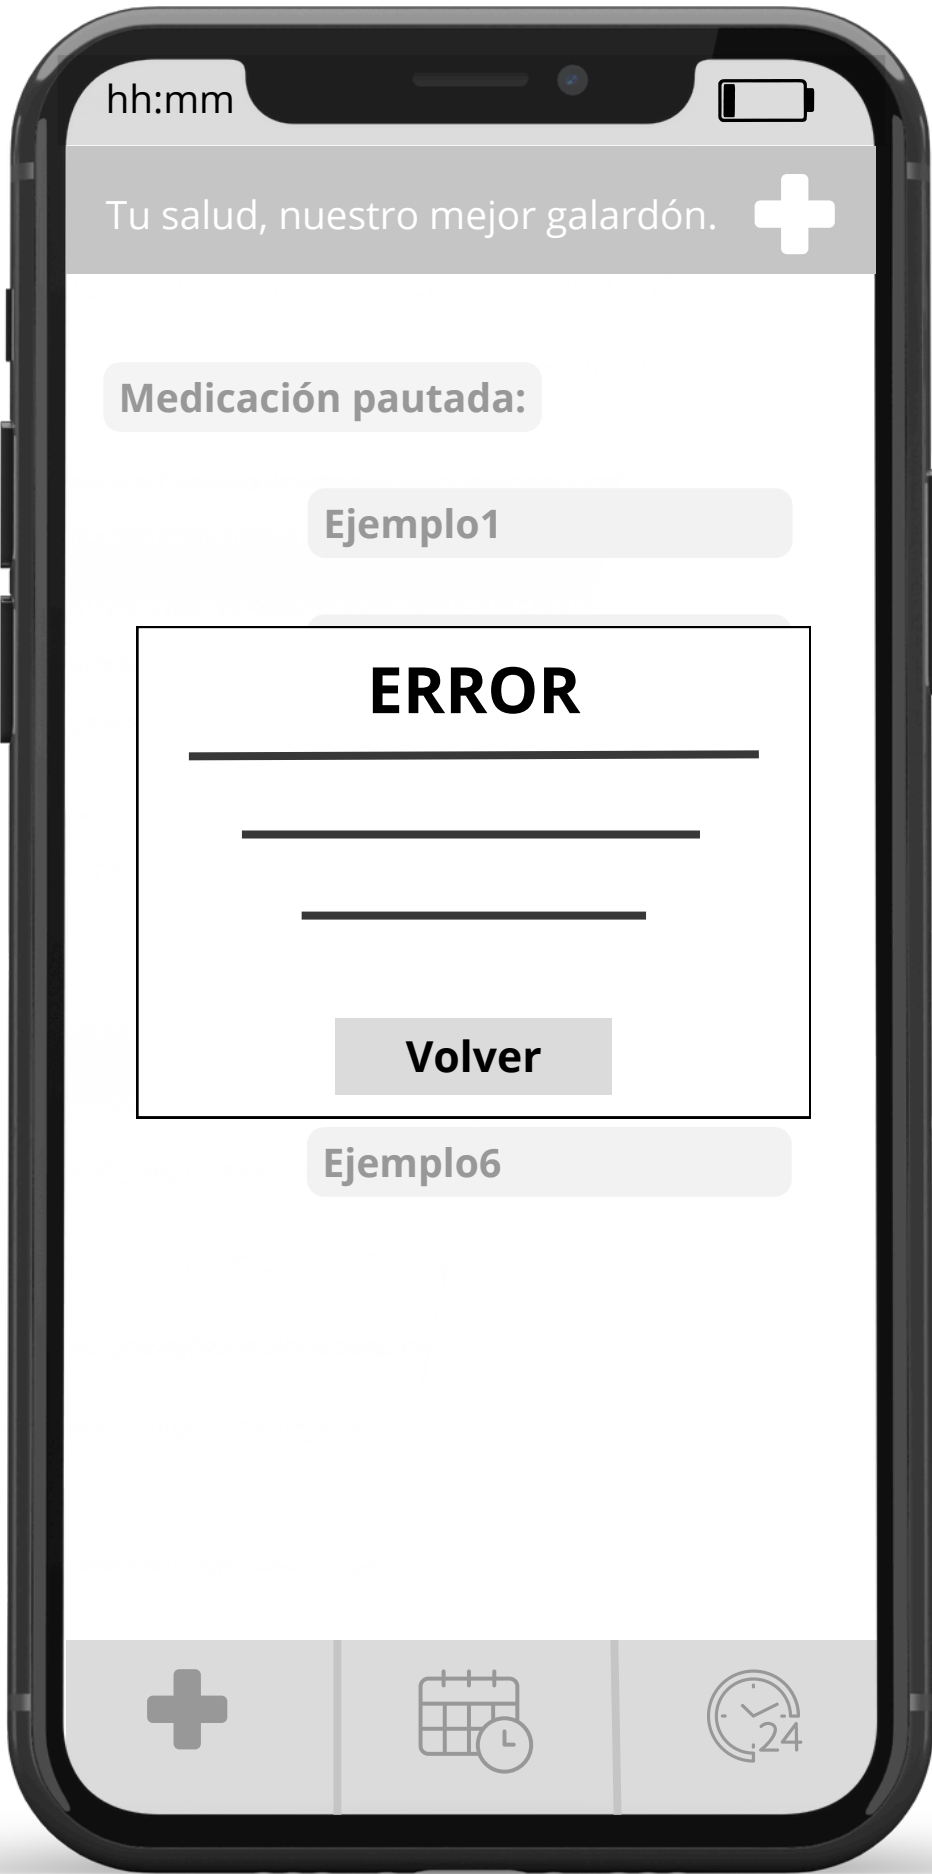 hh:mm
Tu salud, nuestro mejor galardón.
Medicación pautada:
Ejemplo1
ERROR
Volver
Ejemplo6
24